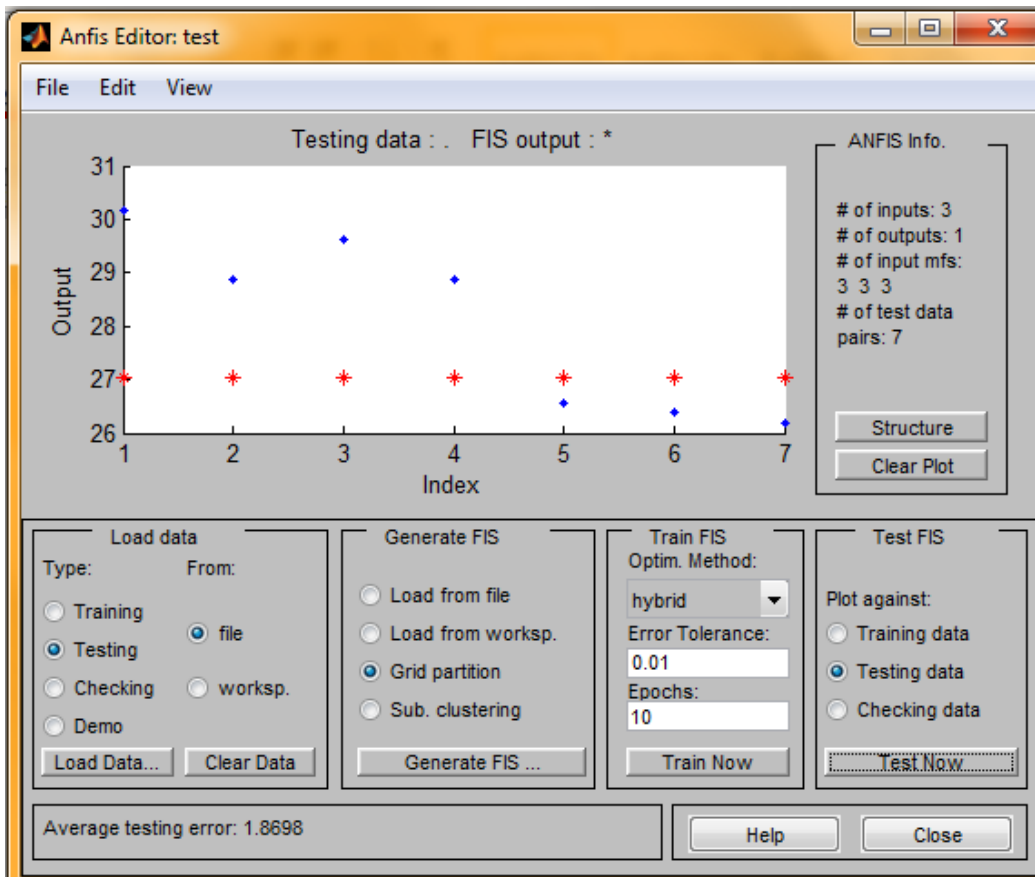 Anfis Editor: test
File Edit View
Testing data : . FIS output : *
31
30
29
28
27
26
Output
1 2 3 4 5 6 7
Index
ANFIS Info.
# of inputs: 3
# of outputs: 1
# of input mfs:
3 3 3
# of test data
pairs: 7
Structure
Clear Plot
Load data
Type: From:
Training
Testing
Checking
Demo
file
worksp.
Load Data... Clear Data
Generate FIS
Load from file
Load from worksp.
Grid partition
Sub. clustering
Generate FIS ...
Train FIS
Optim. Method:
hybrid
Error Tolerance:
0.01
Epochs:
10
Train Now
Test FIS
Plot against:
Training data
Testing data
Checking data
Test Now
Average testing error: 1.8698
Help Close